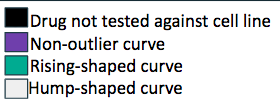 Drug not tested against cell line
Non-outlier curve
Rising-shaped curve
Hump-shaped curve